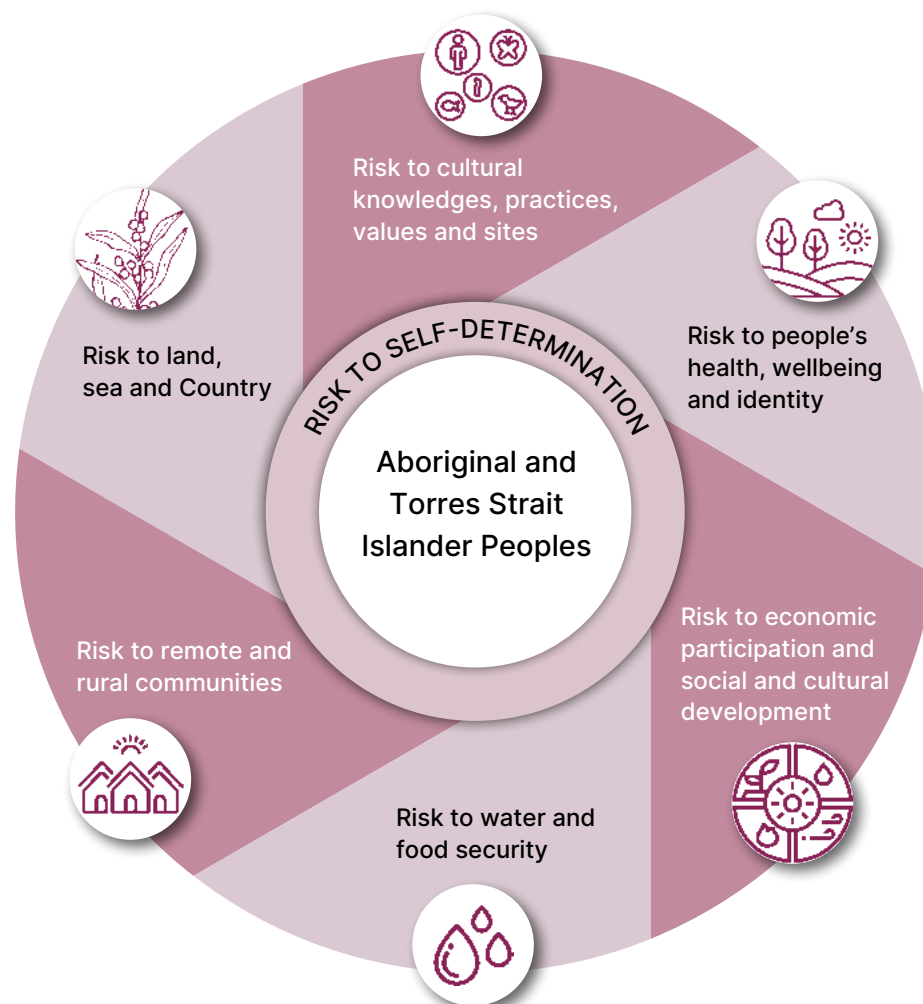 Risk to cultural
knowledges, practices,
values and sites
Risk to people’s
health, wellbeing
and identity
Risk to economic
participation and
social and cultural
development
Risk to water and
food security
Risk to remote and
rural communities
Risk to land,
sea and Country
RISK TO SELF-DETERMINATION
Aboriginal and
Torres Strait
Islander Peoples